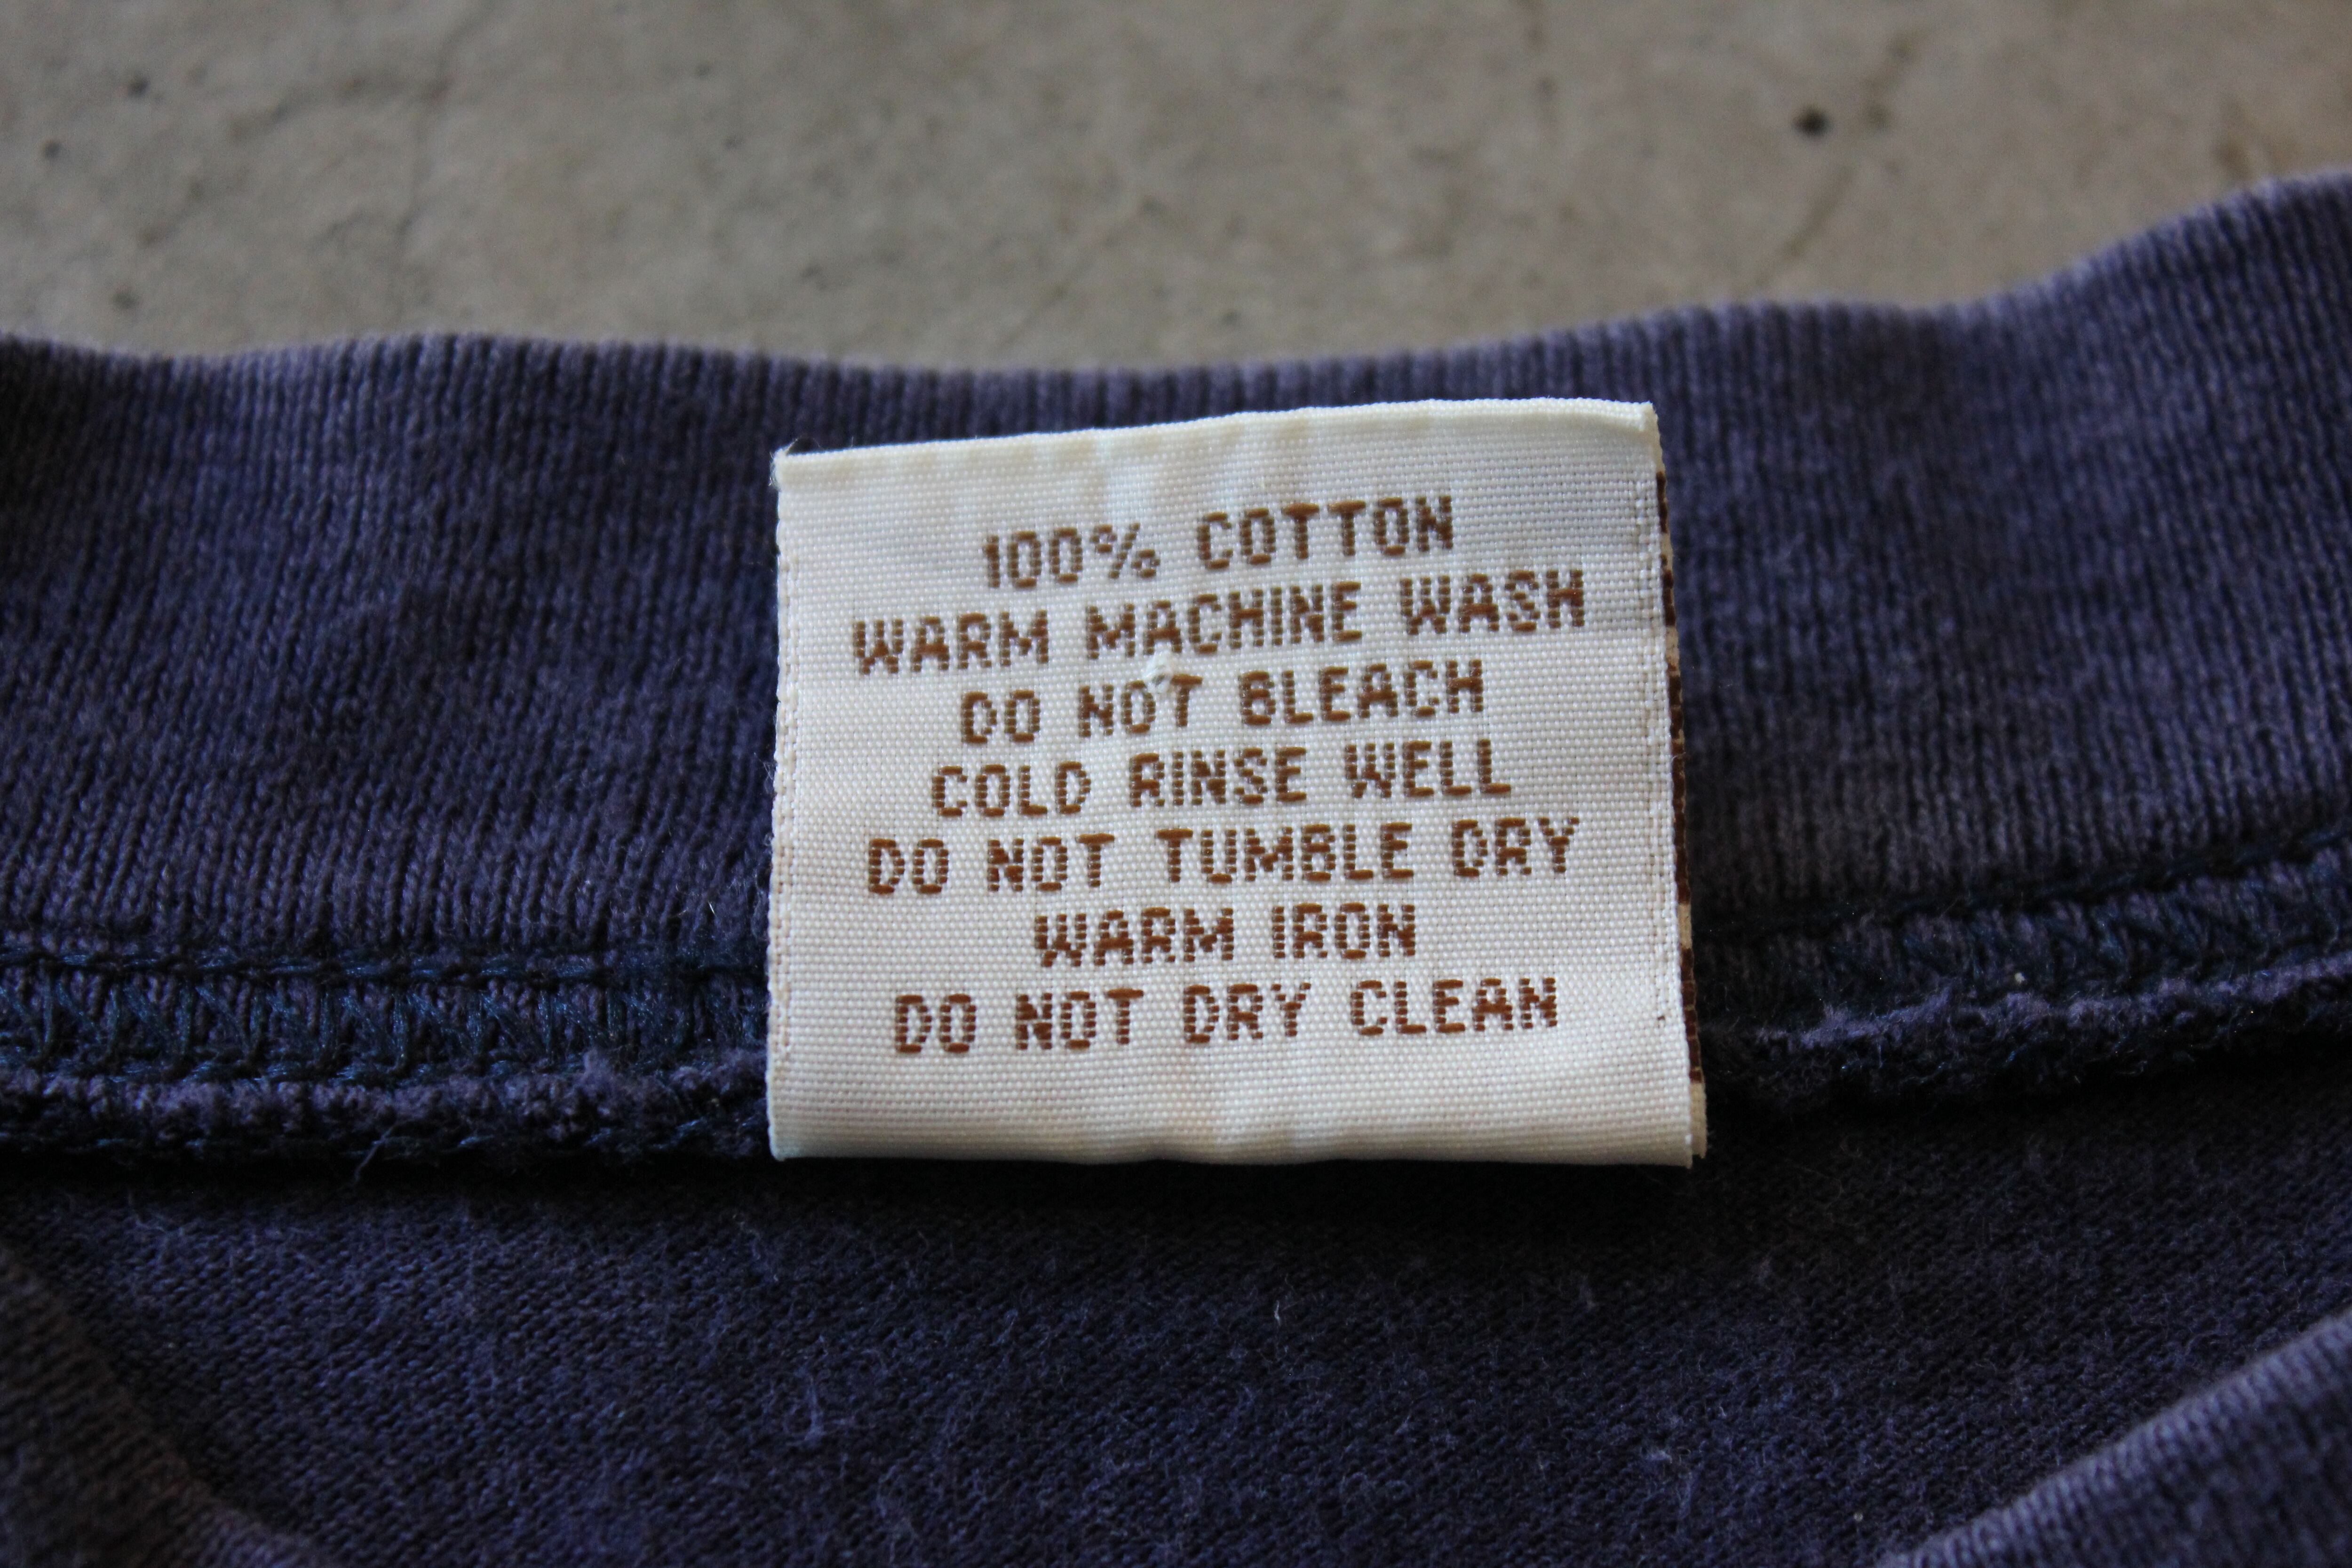 100% COTTON
WARM MACHINE WASH
DO NOT BLEACH
COLD RINSE WELL
DO NOT TUMBLE DRY
WARM IRON
DO NOT DRY CLEAN